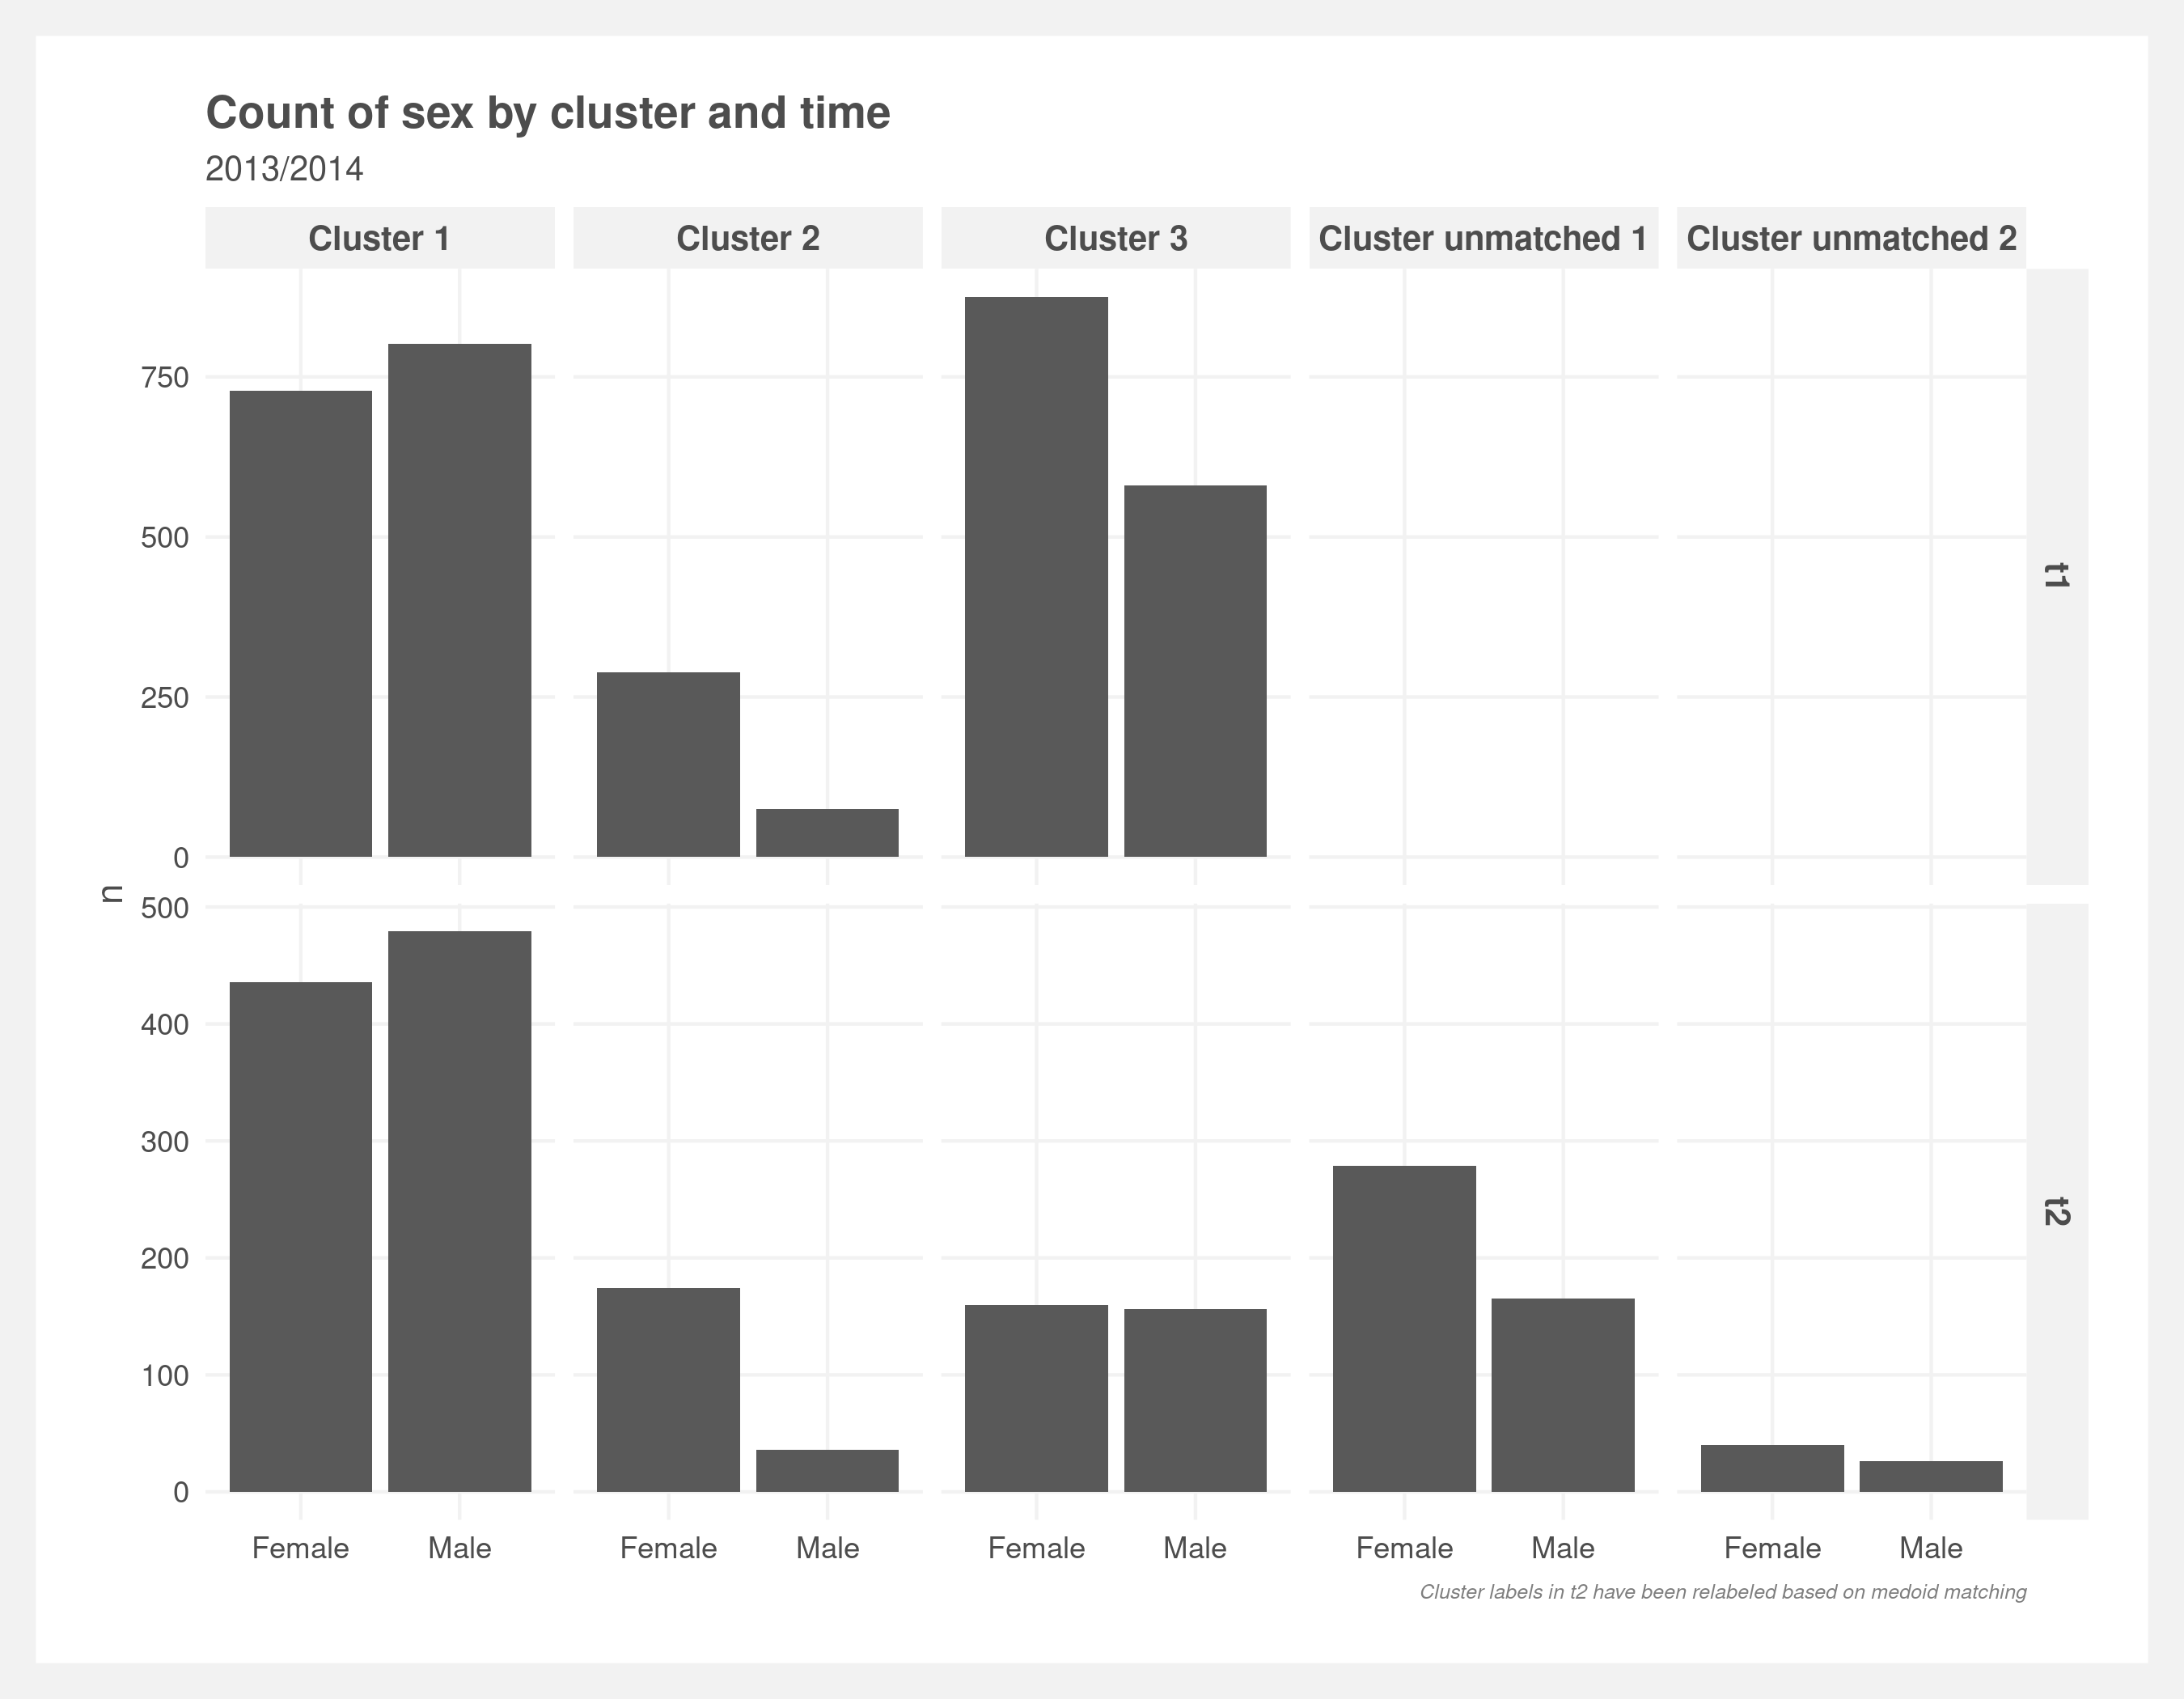 Count of sex by cluster and time
2013/2014
Cluster 1 Cluster 2 Cluster 3 Cluster unmatched 1 Cluster unmatched 2
750
500
250
0
t1
n
500
400
300
200
100
0
t2
Female Male Female Male Female Male Female Male Female Male
Cluster labels in t2 have been relabeled based on medoid matching